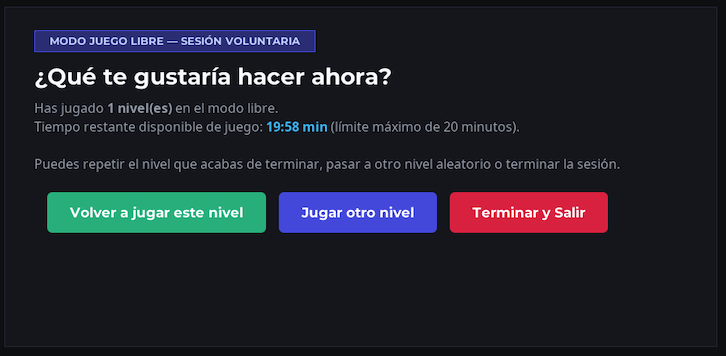 MODO JUEGO LIBRE — SESIÓN VOLUNTARIA
¿Qué te gustaría hacer ahora?
Has jugado 1 nivel(es) en el modo libre.
Tiempo restante disponible de juego: 19:58 min (límite máximo de 20 minutos).
Puedes repetir el nivel que acabas de terminar, pasar a otro nivel aleatorio o terminar la sesión.
Volver a jugar este nivel
Jugar otro nivel
Terminar y Salir